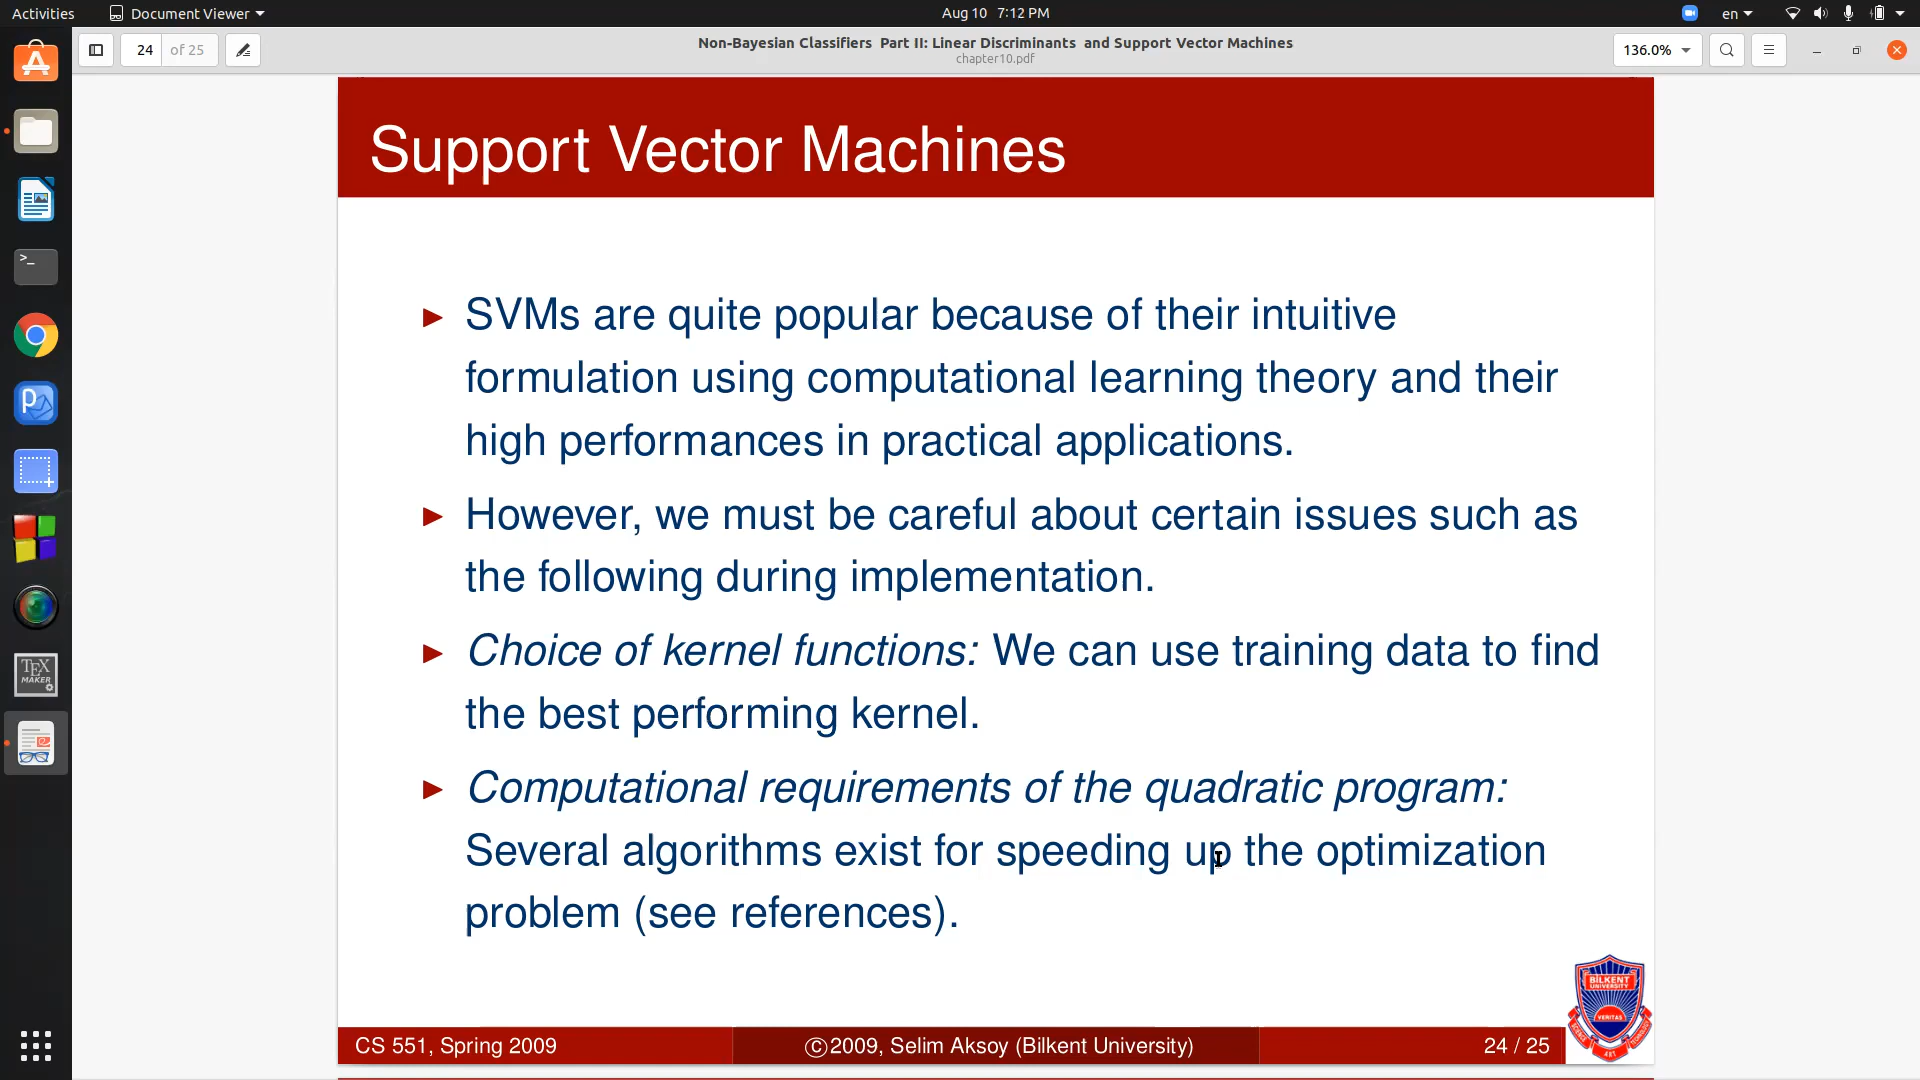 Activities
Document Viewer
Aug 10 7:12 PM
en
24 of 25
Non-Bayesian Classifiers Part II: Linear Discriminants and Support Vector Machines
chapter10.pdf
136.0%
Support Vector Machines
► SVMs are quite popular because of their intuitive
formulation using computational learning theory and their
high performances in practical applications.
► However, we must be careful about certain issues such as
the following during implementation.
► Choice of kernel functions: We can use training data to find
the best performing kernel.
► Computational requirements of the quadratic program:
Several algorithms exist for speeding up the optimization
problem (see references).
BİLKENT
UNIVERSITY
VERITAS
ART
CS 551, Spring 2009
©2009, Selim Aksoy (Bilkent University)
24 / 25
>_
P
TEX
MAKER